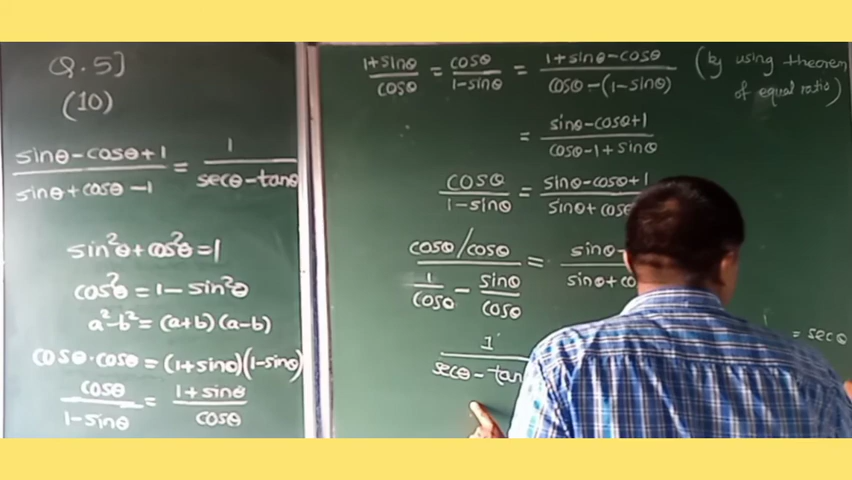 Q.5]
(10)
sinθ-cosθ+1 / sinθ+cosθ-1 = 1 / secθ-tanθ
sin²θ+cos²θ=1
cos²θ=1-sin²θ
a²-b²=(a+b)(a-b)
cosθ·cosθ=(1+sinθ)(1-sinθ)
cosθ / 1-sinθ = 1+sinθ / cosθ
1+sinθ / cosθ = cosθ / 1-sinθ = 1+sinθ-cosθ / cosθ-(1-sinθ) (by using theorem
of equal ratio)
= sinθ-cosθ+1 / cosθ-1+sinθ
cosθ / 1-sinθ = sinθ-cosθ+1 / sinθ+cosθ
cosθ/cosθ / 1/cosθ - sinθ/cosθ = sinθ- / sinθ+co
1 / secθ-tan
= secθ